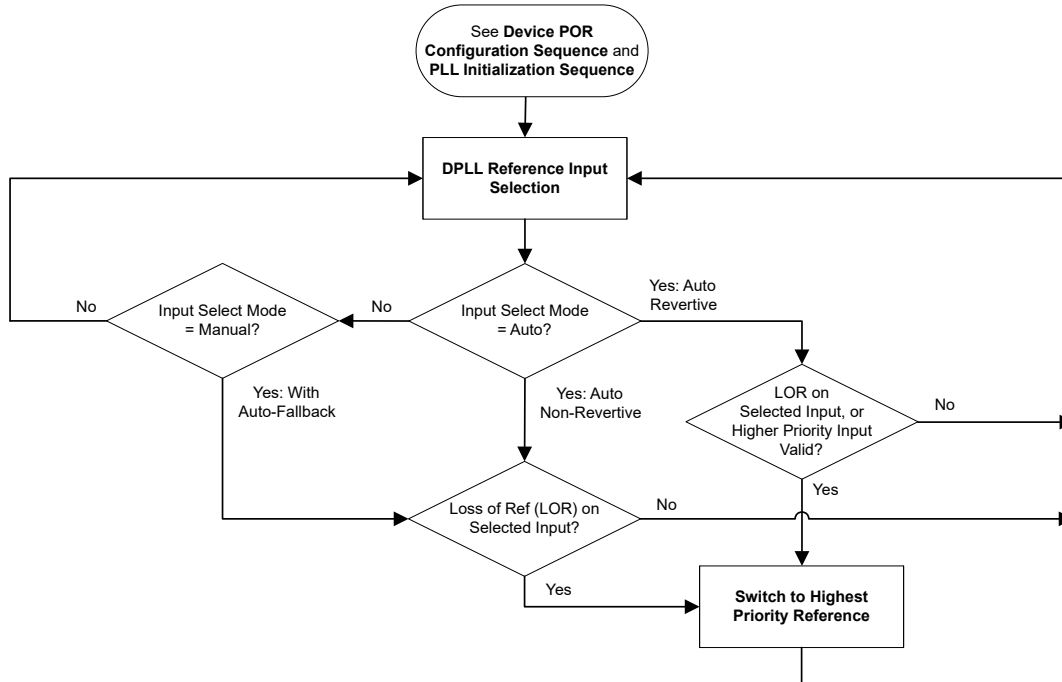 See Device POR
Configuration Sequence and
PLL Initialization Sequence
DPLL Reference Input
Selection
No
Input Select Mode
= Manual?
No
Input Select Mode
= Auto?
Yes: Auto
Revertive
Yes: With
Auto-Fallback
Yes: Auto
Non-Revertive
LOR on
Selected Input, or
Higher Priority Input
Valid?
No
Yes
Loss of Ref (LOR) on
Selected Input?
No
Yes
Switch to Highest
Priority Reference